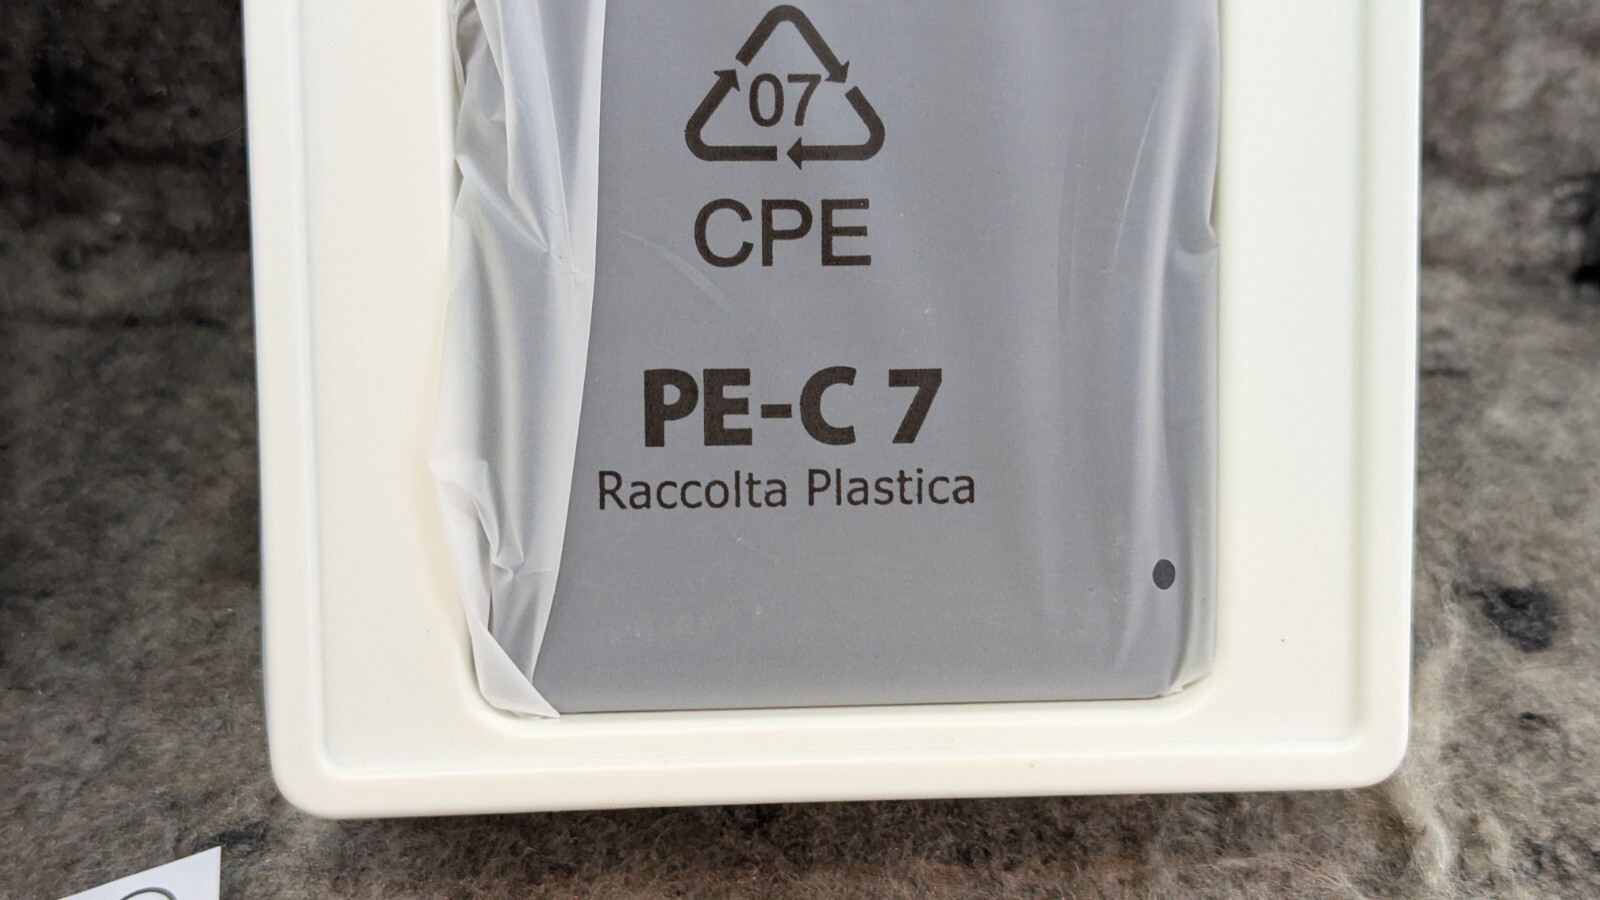 07
CPE
PE-C 7
Raccolta Plastica